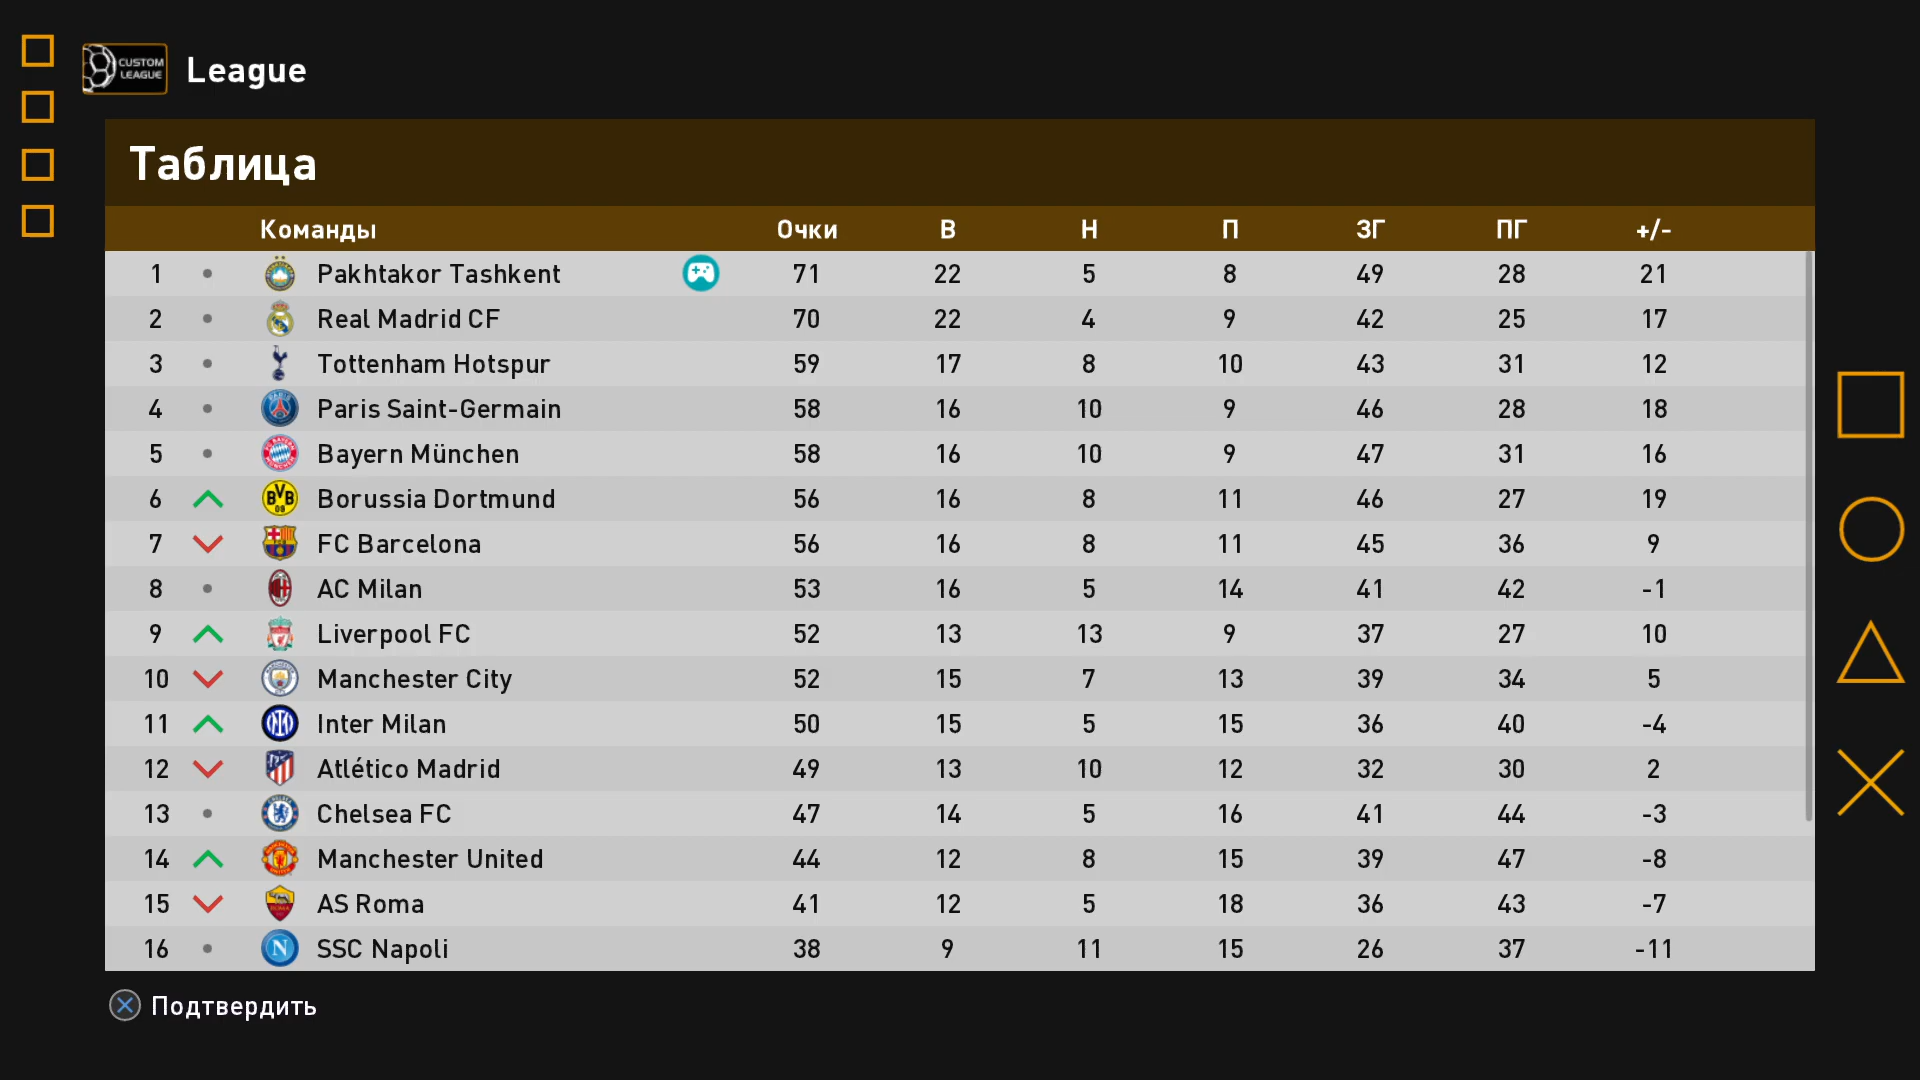 CUSTOM LEAGUE
League
Таблица
Команды Очки В Н П ЗГ ПГ +/-
1 Pakhtakor Tashkent 71 22 5 8 49 28 21
2 Real Madrid CF 70 22 4 9 42 25 17
3 Tottenham Hotspur 59 17 8 10 43 31 12
4 Paris Saint-Germain 58 16 10 9 46 28 18
5 Bayern München 58 16 10 9 47 31 16
6 Borussia Dortmund 56 16 8 11 46 27 19
7 FC Barcelona 56 16 8 11 45 36 9
8 AC Milan 53 16 5 14 41 42 -1
9 Liverpool FC 52 13 13 9 37 27 10
10 Manchester City 52 15 7 13 39 34 5
11 Inter Milan 50 15 5 15 36 40 -4
12 Atlético Madrid 49 13 10 12 32 30 2
13 Chelsea FC 47 14 5 16 41 44 -3
14 Manchester United 44 12 8 15 39 47 -8
15 AS Roma 41 12 5 18 36 43 -7
16 SSC Napoli 38 9 11 15 26 37 -11
Подтвердить